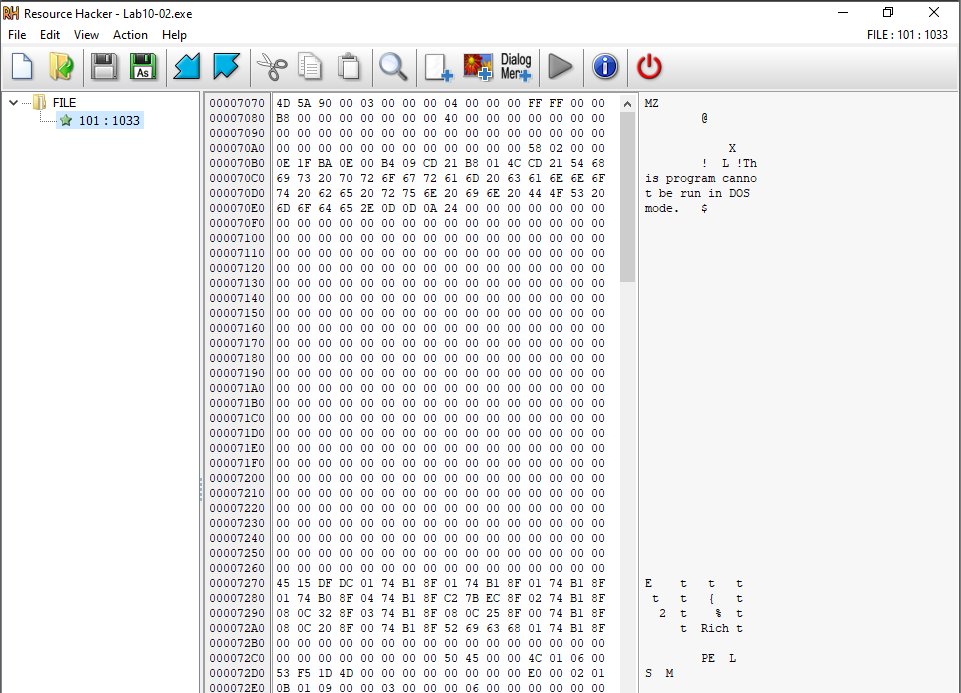 RH Resource Hacker - Lab10-02.exe
File Edit View Action Help FILE : 101 : 1033
As Dialog Menu
FILE
101 : 1033
00007070 4D 5A 90 00 03 00 00 00 04 00 00 00 FF FF 00 00 MZ
00007080 B8 00 00 00 00 00 00 00 40 00 00 00 00 00 00 00 @
00007090 00 00 00 00 00 00 00 00 00 00 00 00 00 00 00 00
000070A0 00 00 00 00 00 00 00 00 00 00 00 00 58 02 00 00 X
000070B0 0E 1F BA 0E 00 B4 09 CD 21 B8 01 4C CD 21 54 68 ! L !Th
000070C0 69 73 20 70 72 6F 67 72 61 6D 20 63 61 6E 6E 6F is program canno
000070D0 74 20 62 65 20 72 75 6E 20 69 6E 20 44 4F 53 20 t be run in DOS
000070E0 6D 6F 64 65 2E 0D 0D 0A 24 00 00 00 00 00 00 00 mode. $
000070F0 00 00 00 00 00 00 00 00 00 00 00 00 00 00 00 00
00007100 00 00 00 00 00 00 00 00 00 00 00 00 00 00 00 00
00007110 00 00 00 00 00 00 00 00 00 00 00 00 00 00 00 00
00007120 00 00 00 00 00 00 00 00 00 00 00 00 00 00 00 00
00007130 00 00 00 00 00 00 00 00 00 00 00 00 00 00 00 00
00007140 00 00 00 00 00 00 00 00 00 00 00 00 00 00 00 00
00007150 00 00 00 00 00 00 00 00 00 00 00 00 00 00 00 00
00007160 00 00 00 00 00 00 00 00 00 00 00 00 00 00 00 00
00007170 00 00 00 00 00 00 00 00 00 00 00 00 00 00 00 00
00007180 00 00 00 00 00 00 00 00 00 00 00 00 00 00 00 00
00007190 00 00 00 00 00 00 00 00 00 00 00 00 00 00 00 00
000071A0 00 00 00 00 00 00 00 00 00 00 00 00 00 00 00 00
000071B0 00 00 00 00 00 00 00 00 00 00 00 00 00 00 00 00
000071C0 00 00 00 00 00 00 00 00 00 00 00 00 00 00 00 00
000071D0 00 00 00 00 00 00 00 00 00 00 00 00 00 00 00 00
000071E0 00 00 00 00 00 00 00 00 00 00 00 00 00 00 00 00
000071F0 00 00 00 00 00 00 00 00 00 00 00 00 00 00 00 00
00007200 00 00 00 00 00 00 00 00 00 00 00 00 00 00 00 00
00007210 00 00 00 00 00 00 00 00 00 00 00 00 00 00 00 00
00007220 00 00 00 00 00 00 00 00 00 00 00 00 00 00 00 00
00007230 00 00 00 00 00 00 00 00 00 00 00 00 00 00 00 00
00007240 00 00 00 00 00 00 00 00 00 00 00 00 00 00 00 00
00007250 00 00 00 00 00 00 00 00 00 00 00 00 00 00 00 00
00007260 00 00 00 00 00 00 00 00 00 00 00 00 00 00 00 00
00007270 45 15 DF DC 01 74 B1 8F 01 74 B1 8F 01 74 B1 8F E t t t
00007280 01 74 B0 8F 04 74 B1 8F C2 7B EC 8F 02 74 B1 8F t t { t
00007290 08 0C 32 8F 03 74 B1 8F 08 0C 25 8F 00 74 B1 8F 2 t % t
000072A0 08 0C 20 8F 00 74 B1 8F 52 69 63 68 01 74 B1 8F t Rich t
000072B0 00 00 00 00 00 00 00 00 00 00 00 00 00 00 00 00
000072C0 00 00 00 00 00 00 00 00 50 45 00 00 4C 01 06 00 PE L
000072D0 53 F5 1D 4D 00 00 00 00 00 00 00 00 E0 00 02 01 S M
000072E0 0B 01 09 00 00 03 00 00 00 06 00 00 00 00 00 00